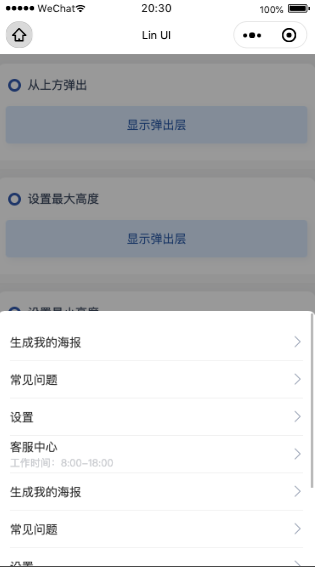 WeChat 20:30 100%
Lin UI
从上方弹出
显示弹出层
设置最大高度
显示弹出层
设置最小高度
生成我的海报
常见问题
设置
客服中心
工作时间：8:00-18:00
生成我的海报
常见问题
设置